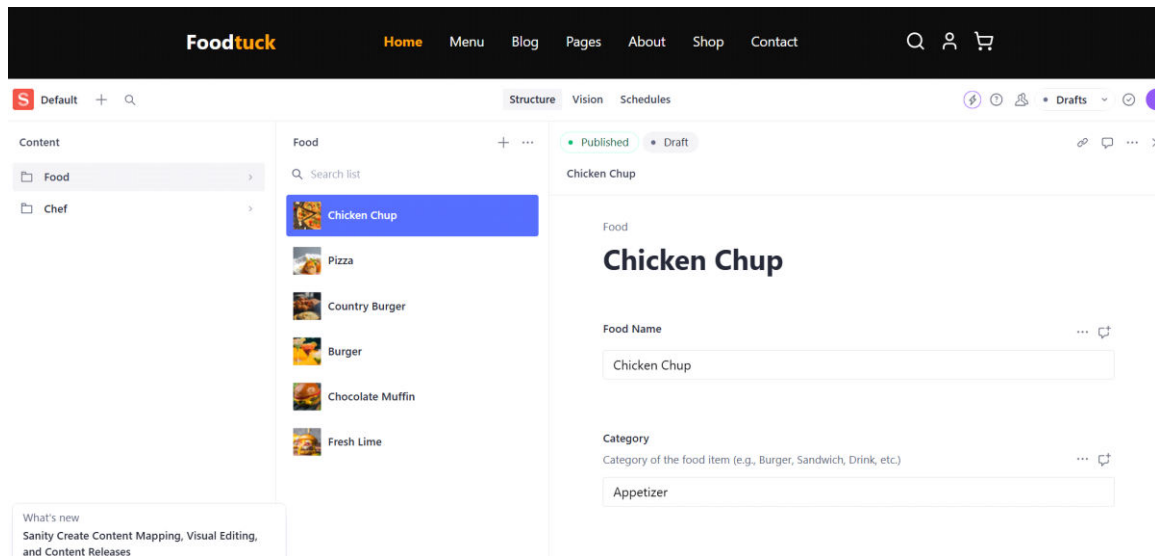 Foodtuck Home Menu Blog Pages About Shop Contact
S Default Structure Vision Schedules Drafts
Content
Food
Chef
Food
Search list
Chicken Chup
Pizza
Country Burger
Burger
Chocolate Muffin
Fresh Lime
Published Draft
Chicken Chup
Food
Chicken Chup
Food Name
Chicken Chup
Category
Category of the food item (e.g., Burger, Sandwich, Drink, etc.)
Appetizer
What's new
Sanity Create Content Mapping, Visual Editing,
and Content Releases